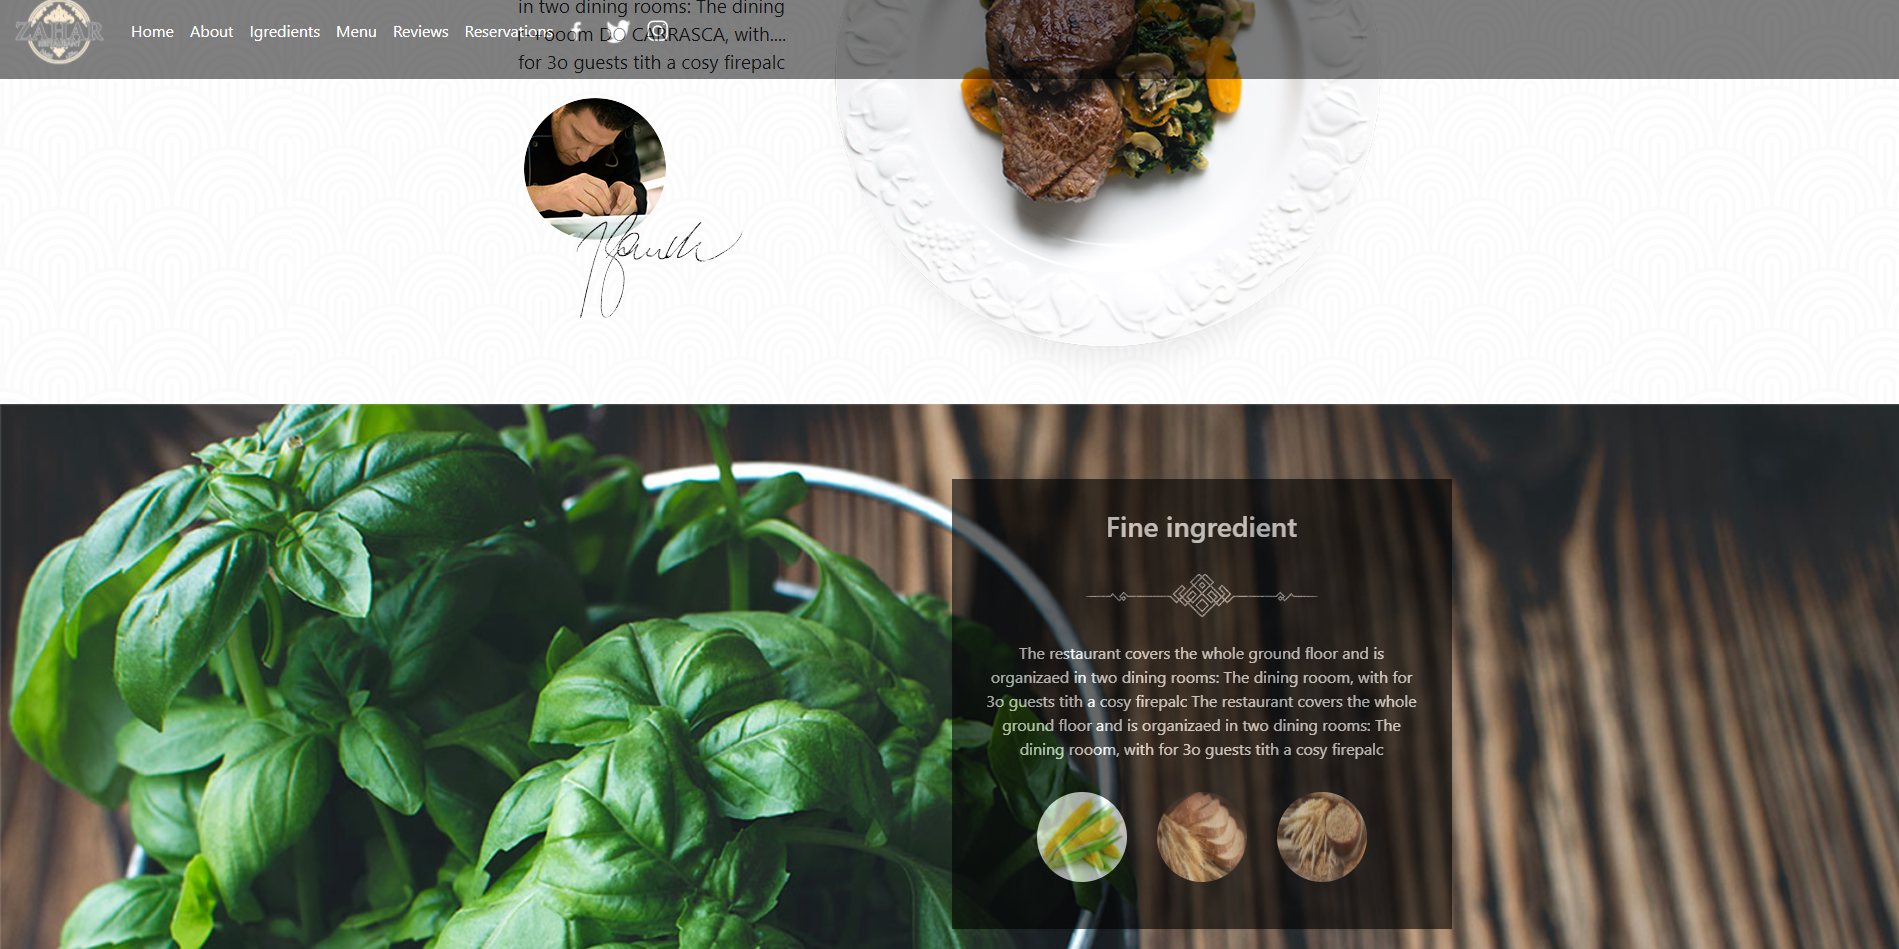 ZAHAR
RESTAURANT
Home About Igredients Menu Reviews Reservations
in two dining rooms: The dining
DO CARRASCA, with....
for 3o guests tith a cosy firepalc
Fine ingredient
The restaurant covers the whole ground floor and is
organizaed in two dining rooms: The dining rooom, with for
3o guests tith a cosy firepalc The restaurant covers the whole
ground floor and is organizaed in two dining rooms: The
dining rooom, with for 3o guests tith a cosy firepalc